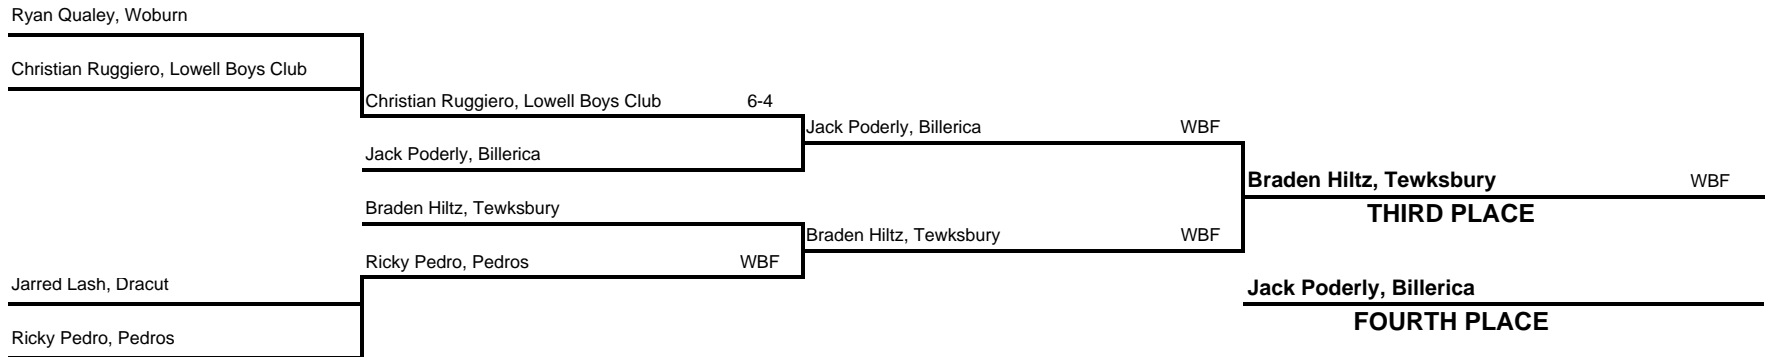 Ryan Qualey, Woburn
Christian Ruggiero, Lowell Boys Club
Christian Ruggiero, Lowell Boys Club 6-4
Jack Poderly, Billerica WBF
Jack Poderly, Billerica
Braden Hiltz, Tewksbury WBF
THIRD PLACE
Braden Hiltz, Tewksbury
Braden Hiltz, Tewksbury WBF
Ricky Pedro, Pedros WBF
Jarred Lash, Dracut
Jack Poderly, Billerica
FOURTH PLACE
Ricky Pedro, Pedros